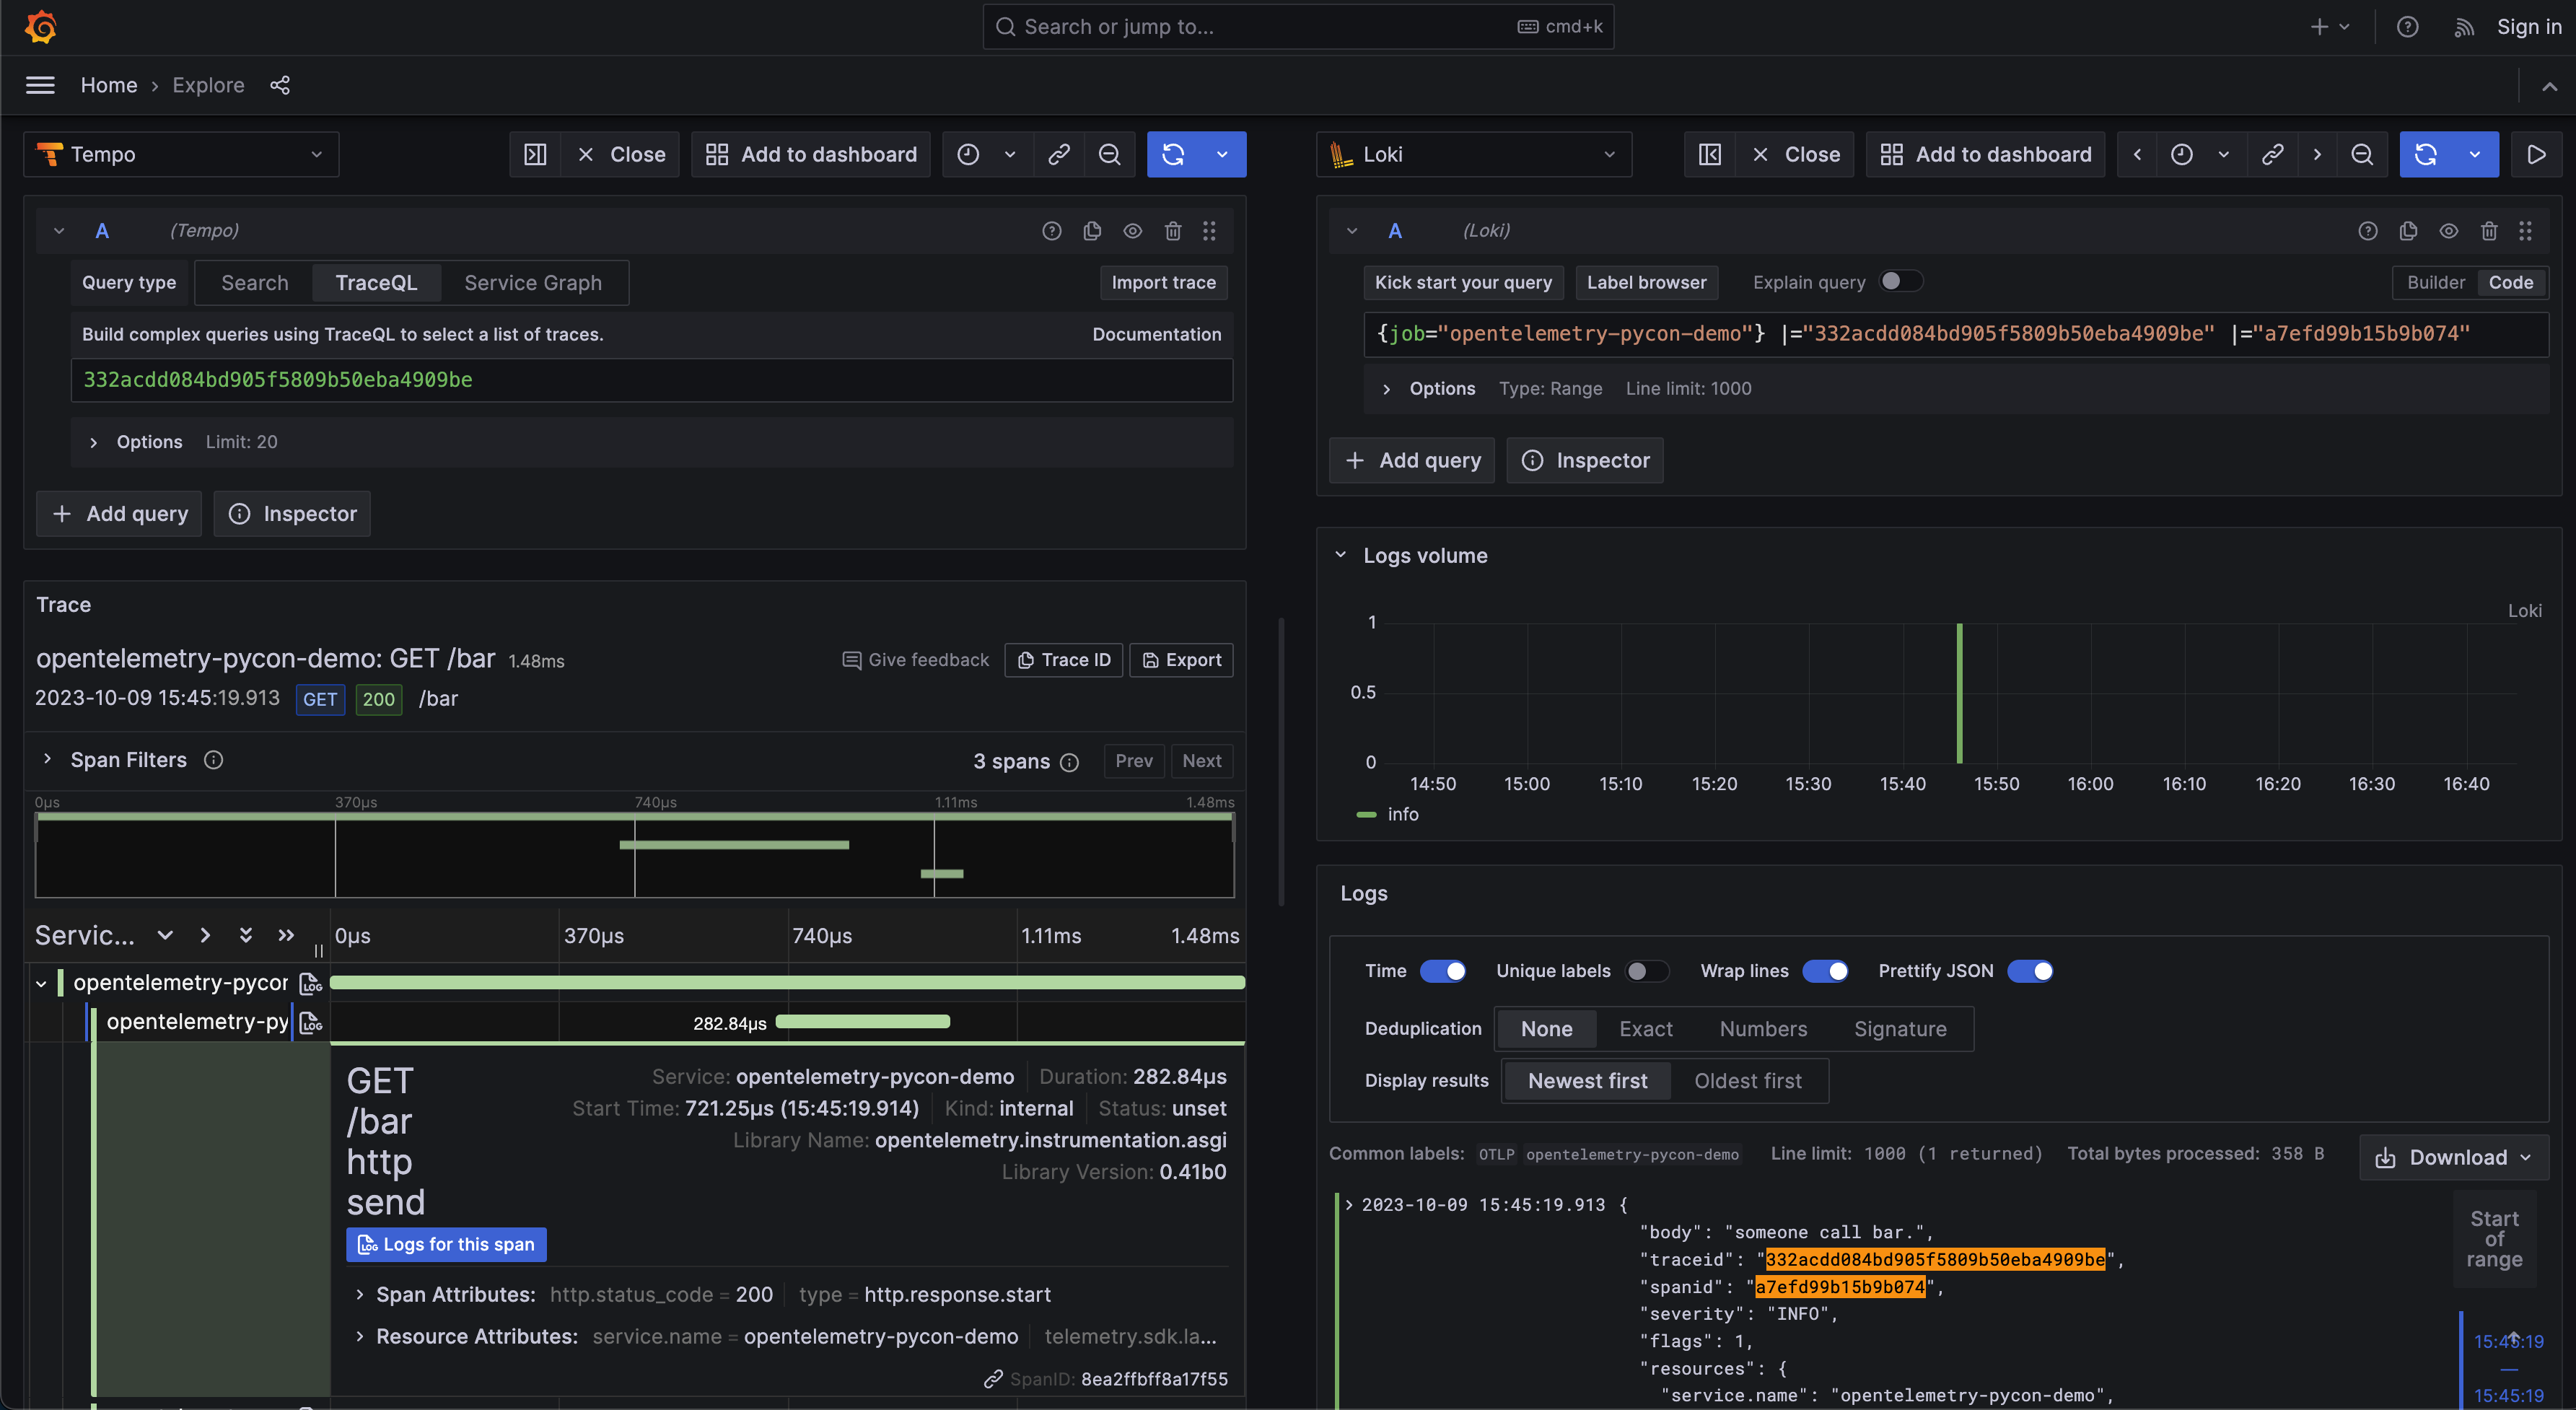 Search or jump to...
cmd+k
Sign in
Home › Explore
Tempo
Close
Add to dashboard
A
(Tempo)
Query type
Search
TraceQL
Service Graph
Import trace
Build complex queries using TraceQL to select a list of traces.
Documentation
332acdd084bd905f5809b50eba4909be
Options
Limit: 20
+ Add query
Inspector
Trace
opentelemetry-pycon-demo: GET /bar 1.48ms
Give feedback
Trace ID
Export
2023-10-09 15:45:19.913
GET
200
/bar
Span Filters
3 spans
Prev
Next
0μs
370μs
740μs
1.11ms
1.48ms
Servic...
0μs
370μs
740μs
1.11ms
1.48ms
opentelemetry-pycor
LOG
opentelemetry-py
LOG
282.84μs
GET
/bar
http
send
Service: opentelemetry-pycon-demo
Duration: 282.84μs
Start Time: 721.25μs (15:45:19.914)
Kind: internal
Status: unset
Library Name: opentelemetry.instrumentation.asgi
Library Version: 0.41b0
LOG
Logs for this span
Span Attributes: http.status_code = 200
type = http.response.start
Resource Attributes: service.name = opentelemetry-pycon-demo
telemetry.sdk.la...
SpanID: 8ea2ffbff8a17f55
Loki
Close
Add to dashboard
A
(Loki)
Kick start your query
Label browser
Explain query
Builder
Code
{job="opentelemetry-pycon-demo"} |="332acdd084bd905f5809b50eba4909be" |="a7efd99b15b9b074"
Options
Type: Range
Line limit: 1000
+ Add query
Inspector
Logs volume
Loki
1
0.5
0
14:50
15:00
15:10
15:20
15:30
15:40
15:50
16:00
16:10
16:20
16:30
16:40
info
Logs
Time
Unique labels
Wrap lines
Prettify JSON
Deduplication
None
Exact
Numbers
Signature
Display results
Newest first
Oldest first
Common labels: OTLP opentelemetry-pycon-demo
Line limit: 1000 (1 returned)
Total bytes processed: 358 B
Download
2023-10-09 15:45:19.913 {
"body": "someone call bar.",
"traceid": "332acdd084bd905f5809b50eba4909be",
"spanid": "a7efd99b15b9b074",
"severity": "INFO",
"flags": 1,
"resources": {
"service.name": "opentelemetry-pycon-demo",
Start
of
range
15:45:19
—
15:45:19